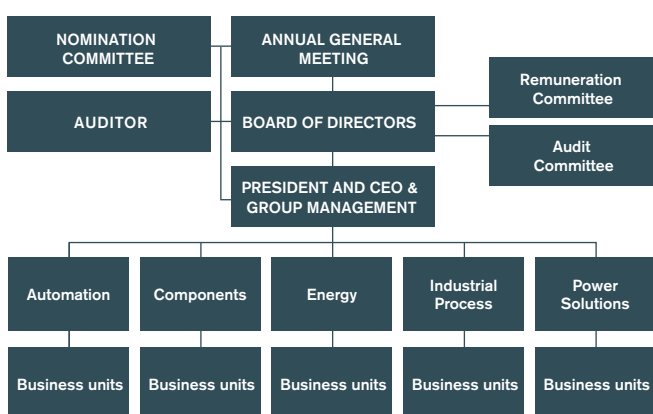 NOMINATION
COMMITTEE
ANNUAL GENERAL
MEETING
Remuneration
Committee
AUDITOR
BOARD OF DIRECTORS
Audit
Committee
PRESIDENT AND CEO &
GROUP MANAGEMENT
Automation
Components
Energy
Industrial
Process
Power
Solutions
Business units
Business units
Business units
Business units
Business units